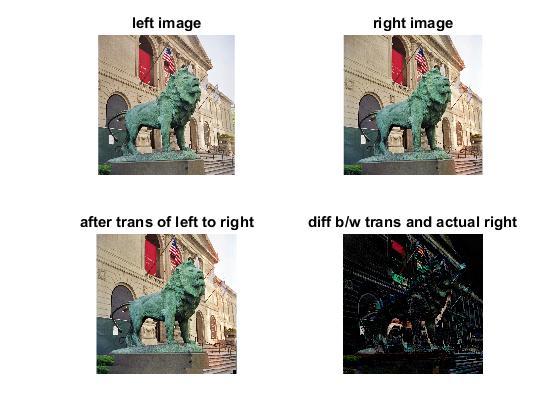 left image
right image
after trans of left to right
diff b/w trans and actual right